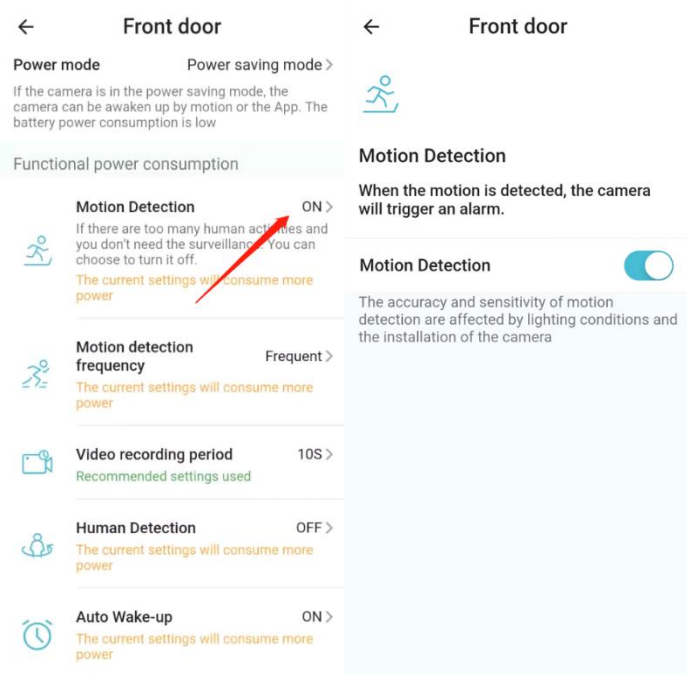 Front door
Power mode
Power saving mode
If the camera is in the power saving mode, the
camera can be awaken up by motion or the App. The
battery power consumption is low
Functional power consumption
Motion Detection
ON
If there are too many human activities and
you don't need the surveillance. You can
choose to turn it off.
The current settings will consume more
power
Motion detection
frequency
Frequent
The current settings will consume more
power
Video recording period
10S
Recommended settings used
Human Detection
OFF
The current settings will consume more
power
Auto Wake-up
ON
The current settings will consume more
power
Front door
Motion Detection
When the motion is detected, the camera
will trigger an alarm.
Motion Detection
The accuracy and sensitivity of motion
detection are affected by lighting conditions and
the installation of the camera